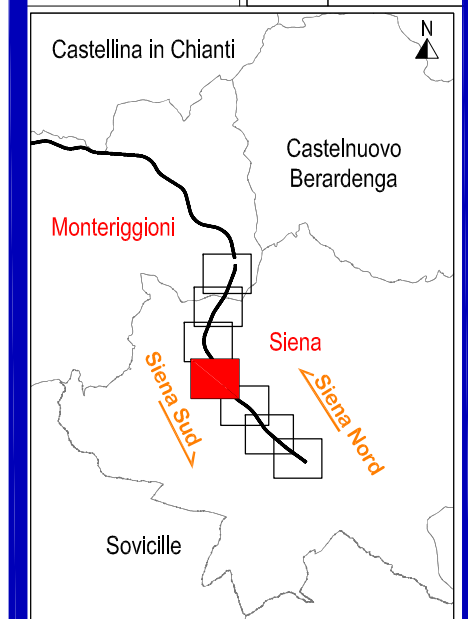 Castellina in Chianti
N
Castelnuovo
Berardenga
Monteriggioni
Siena
Siena Sud
Siena Nord
Sovicille